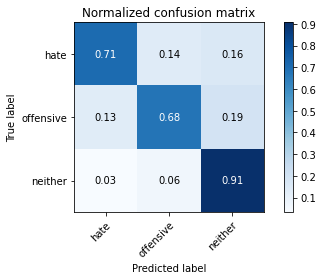 Normalized confusion matrix
True label
hate
0.71 0.14 0.16
offensive
0.13 0.68 0.19
neither
0.03 0.06 0.91
hate
offensive
neither
Predicted label
0.9
0.8
0.7
0.6
0.5
0.4
0.3
0.2
0.1